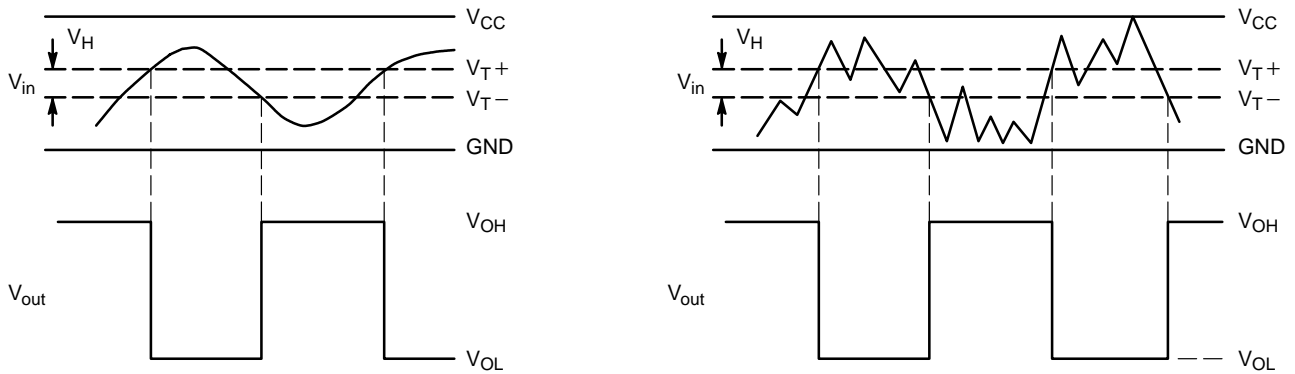 V_CC
V_H
V_in
V_T+
V_T−
GND
V_OH
V_out
V_OL
V_CC
V_H
V_in
V_T+
V_T−
GND
V_OH
V_out
V_OL